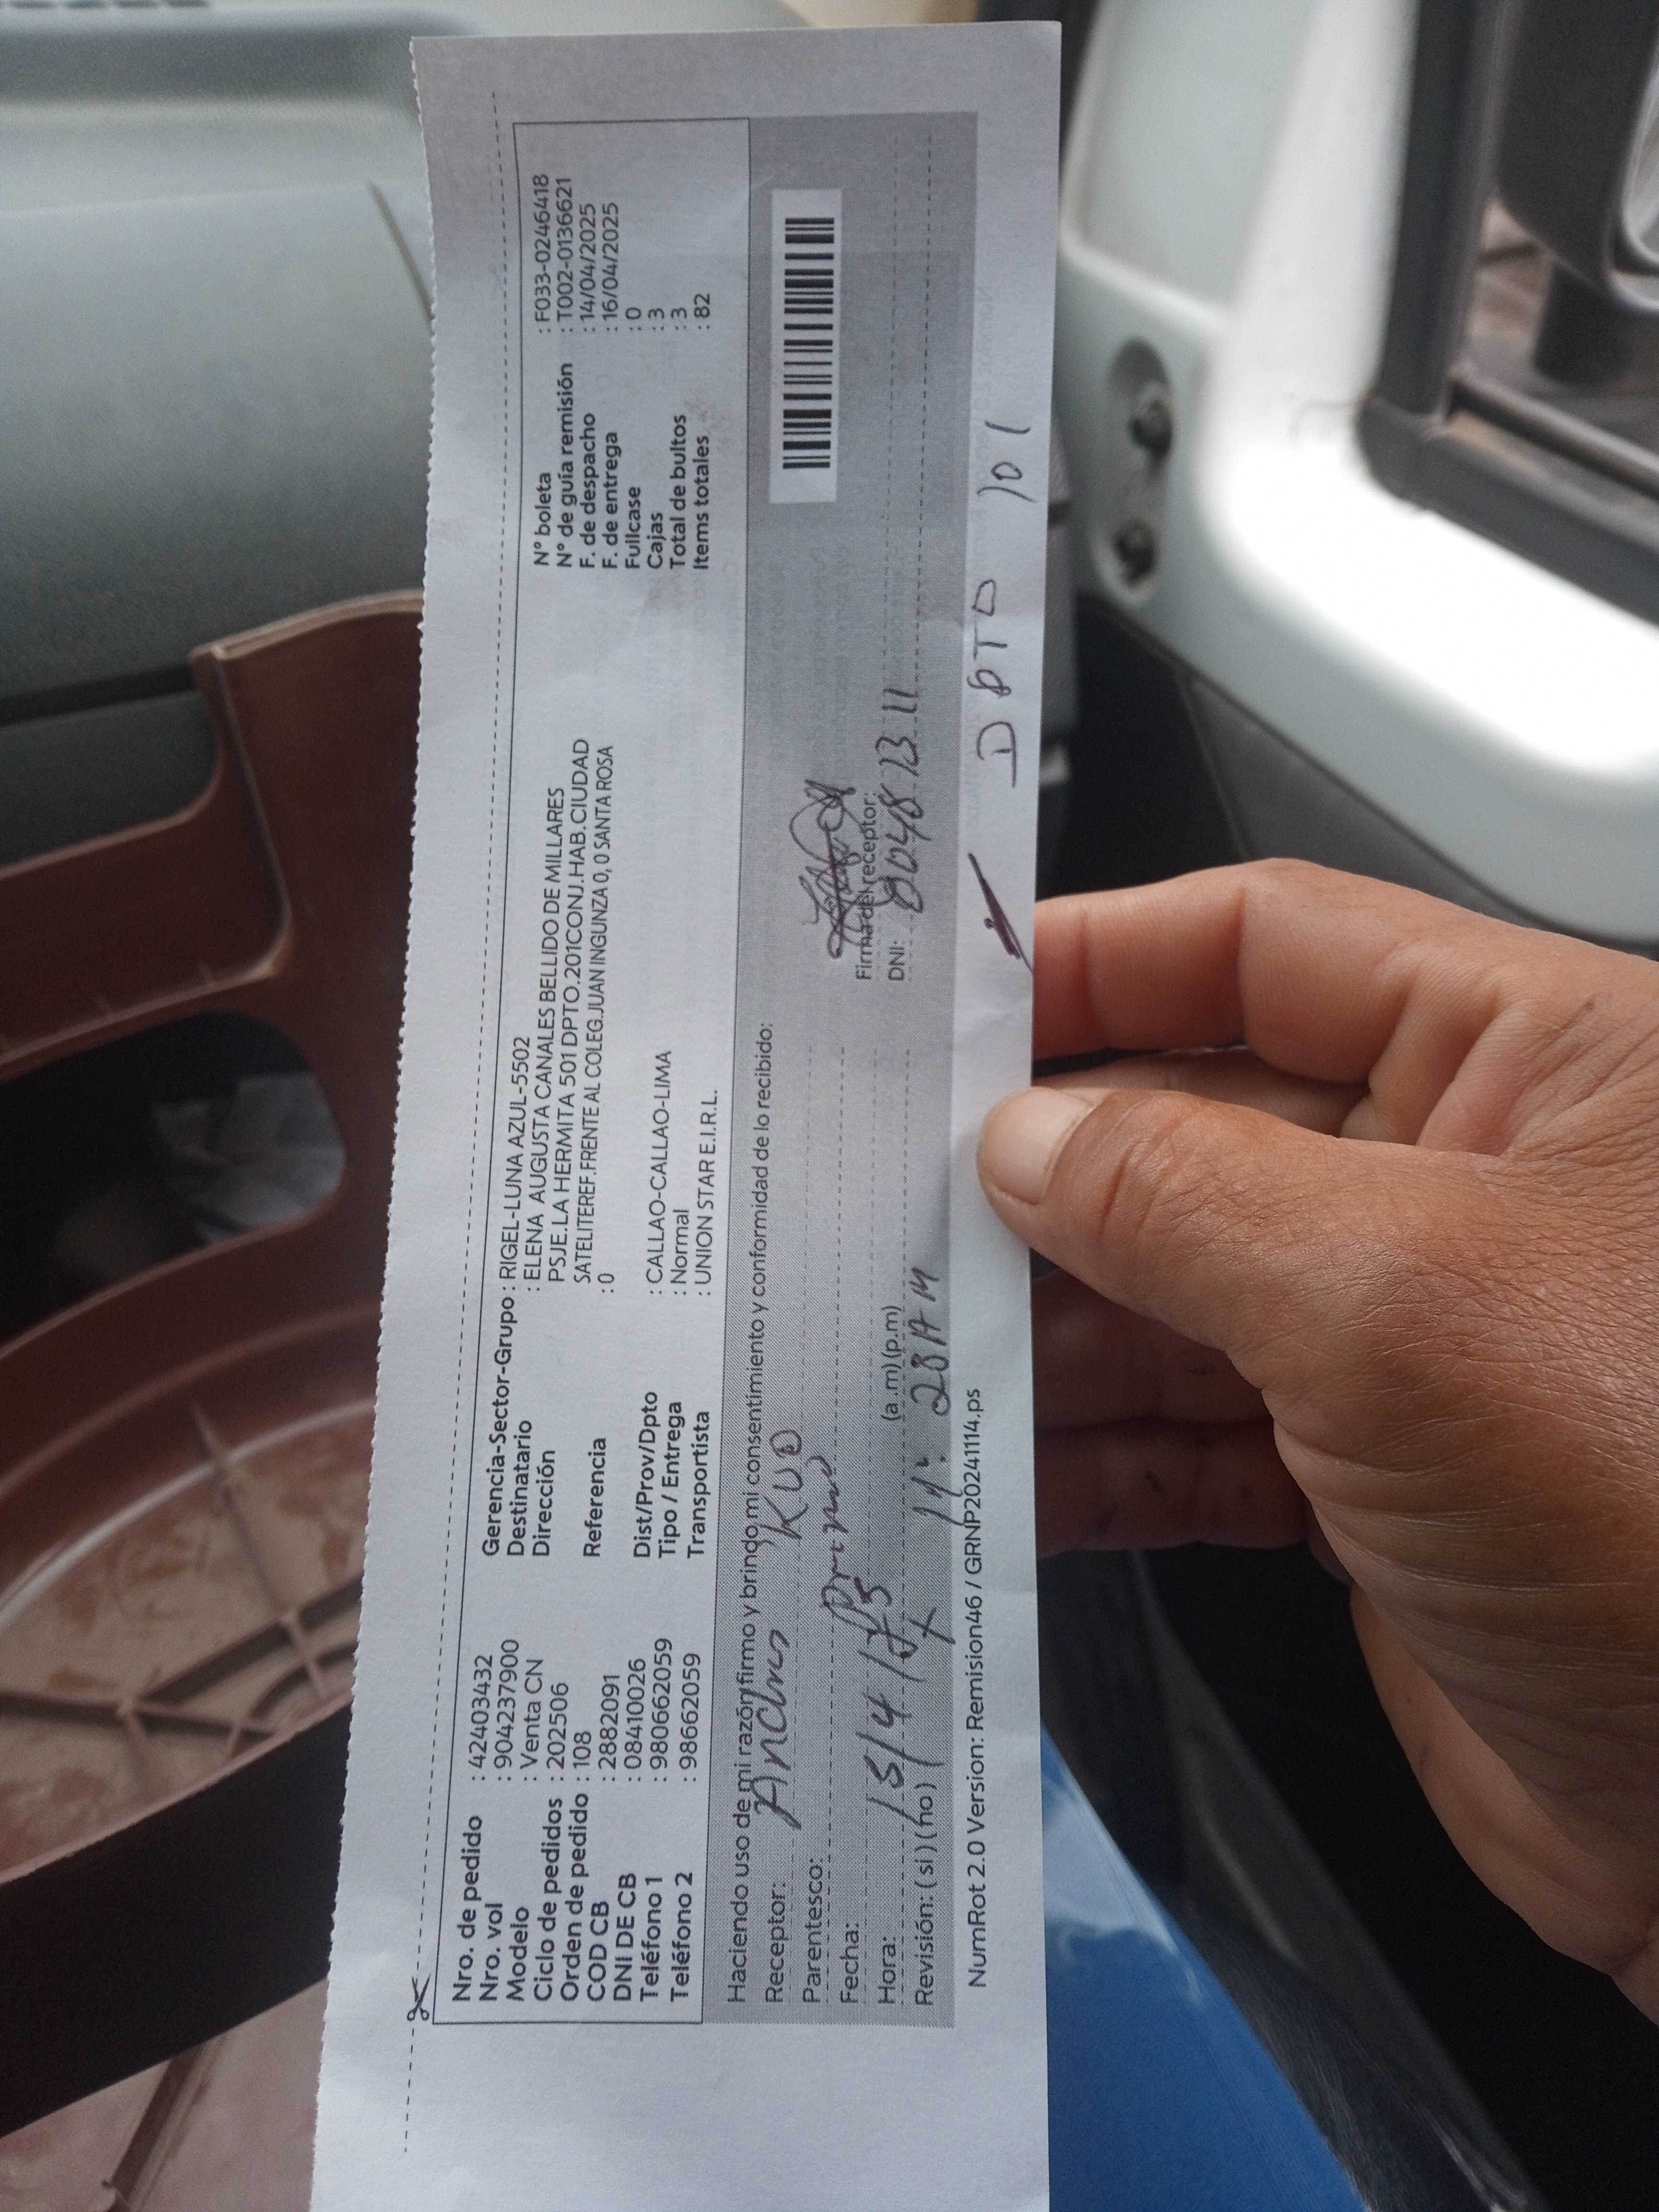 Nro. de pedido : 42403432
Nro. vol : 904237900
Modelo : Venta CN
Ciclo de pedidos : 202506
Orden de pedido : 108
COD CB : 2882091
DNI DE CB : 08410026
Teléfono 1 : 980662059
Teléfono 2 : 98662059
Gerencia-Sector-Grupo : RIGEL-LUNA AZUL-5502
Destinatario : ELENA AUGUSTA CANALES BELLIDO DE MILLARES
Dirección PSJE.LA HERMITA 501 DPTO.201CONJ.HAB.CIUDAD
SATELITEREF.FRENTE AL COLEG.JUAN INGUNZA 0, 0 SANTA ROSA
Referencia : 0
Dist/Prov/Dpto : CALLAO-CALLAO-LIMA
Tipo / Entrega : Normal
Transportista : UNION STAR E.I.R.L.
N° boleta : F033-0246418
N° de guía remisión : T002-0136621
F. de despacho : 14/04/2025
F. de entrega : 16/04/2025
Fullcase : 0
Cajas : 3
Total de bultos : 3
Items totales : 82
Haciendo uso de mi razón firmo y brindo mi consentimiento y conformidad de lo recibido:
Receptor:
Parentesco:
Fecha: 15/4/
Hora: (a.m) (p.m) 28 AM
Revisión: ( si ) ( no )
Firma del receptor:
DNI:
NumRot 2.0 Version: Remision46 / GRNP20241114.ps
DPTO 101